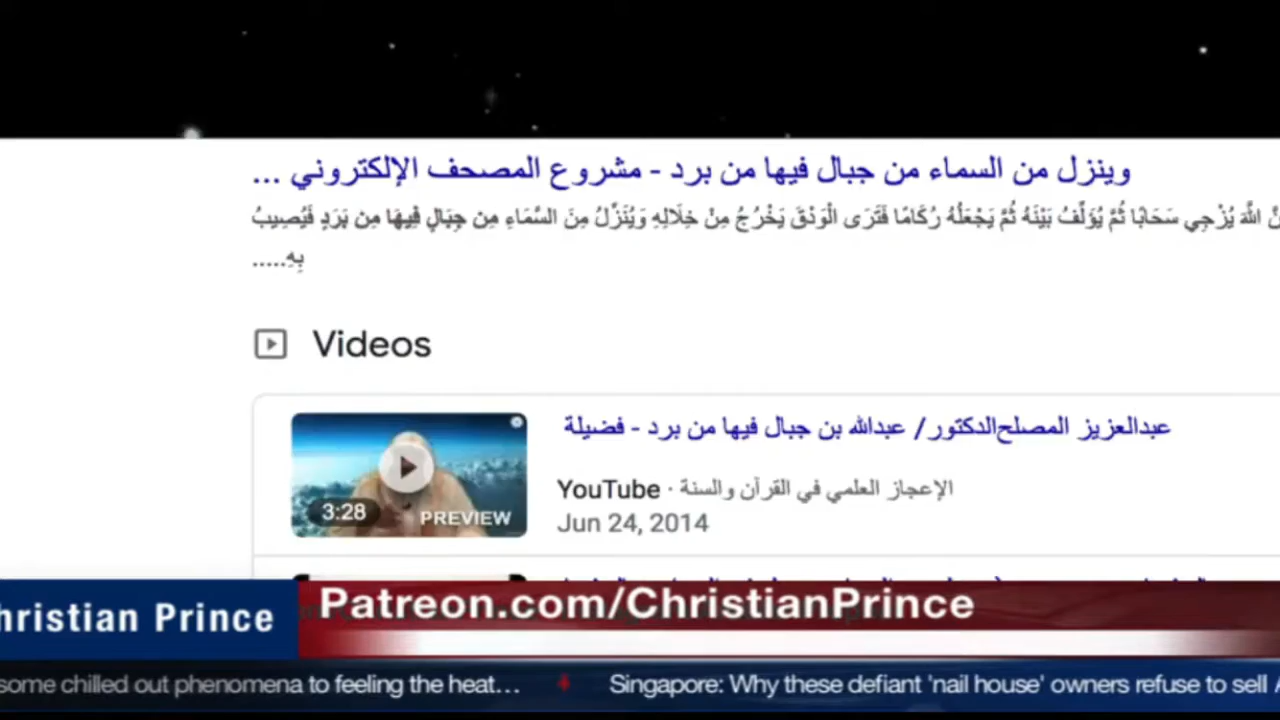 وينزل من السماء من جبال فيها من برد - مشروع المصحف الإلكتروني ...
اللَّهَ يُزْجِي سَحَابًا ثُمَّ يُؤَلِّفُ بَيْنَهُ ثُمَّ يَجْعَلُهُ رُكَامًا فَتَرَى الْوَدْقَ يَخْرُجُ مِنْ خِلَالِهِ وَيُنَزِّلُ مِنَ السَّمَاءِ مِن جِبَالٍ فِيهَا مِن بَرَدٍ فَيُصِيبُ
بِهِ.....
Videos
عبدالعزيز المصلحالدكتور/ عبدالله بن جبال فيها من برد - فضيلة
3:28
PREVIEW
YouTube · الإعجاز العلمي في القرآن والسنة
Jun 24, 2014
hristian Prince
Patreon.com/ChristianPrince
some chilled out phenomena to feeling the heat... Singapore: Why these defiant 'nail house' owners refuse to sell